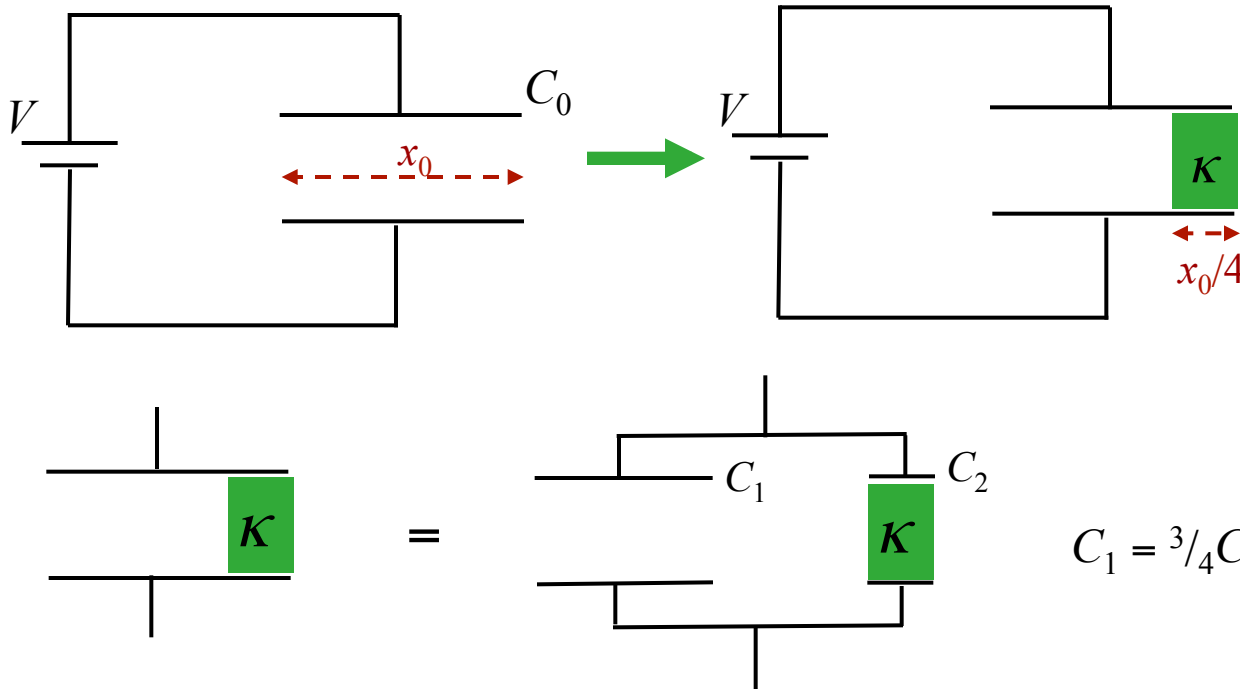 V
C₀
x₀
V
κ
x₀/4
κ
=
C₁
κ
C₂
C₁ = ³/₄C